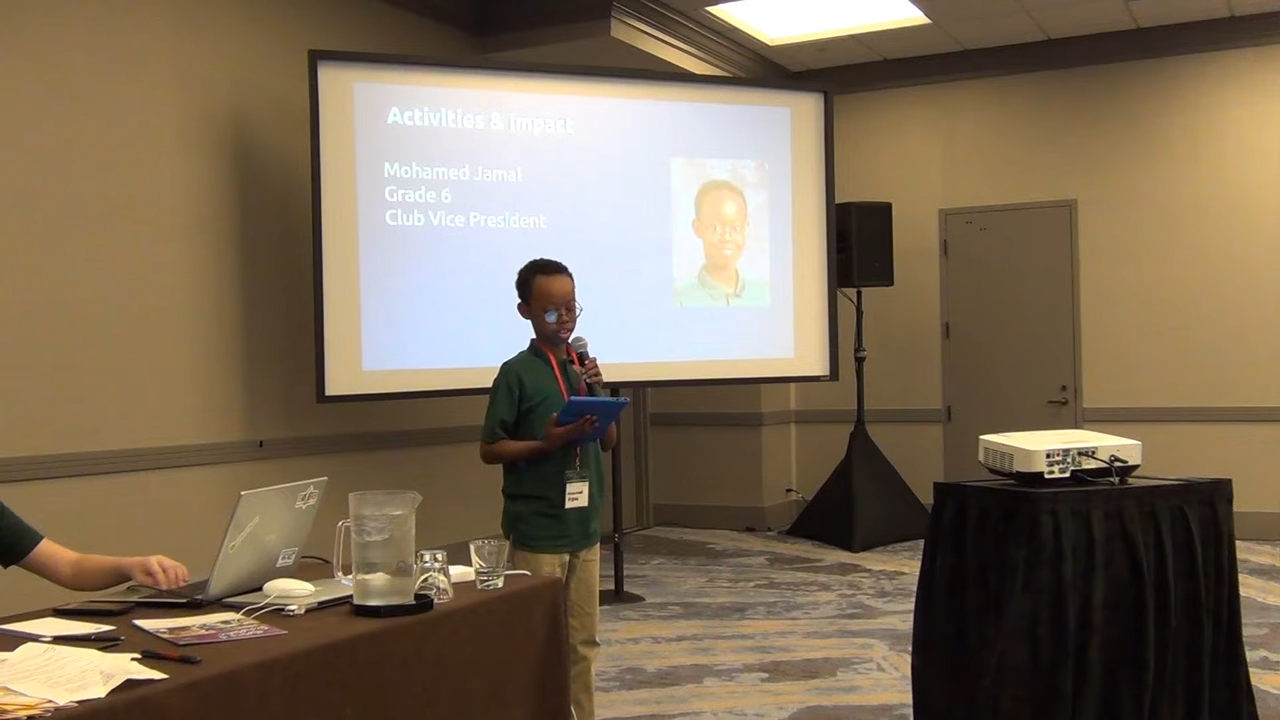 Activities & Impact
Mohamed Jamal
Grade 6
Club Vice President